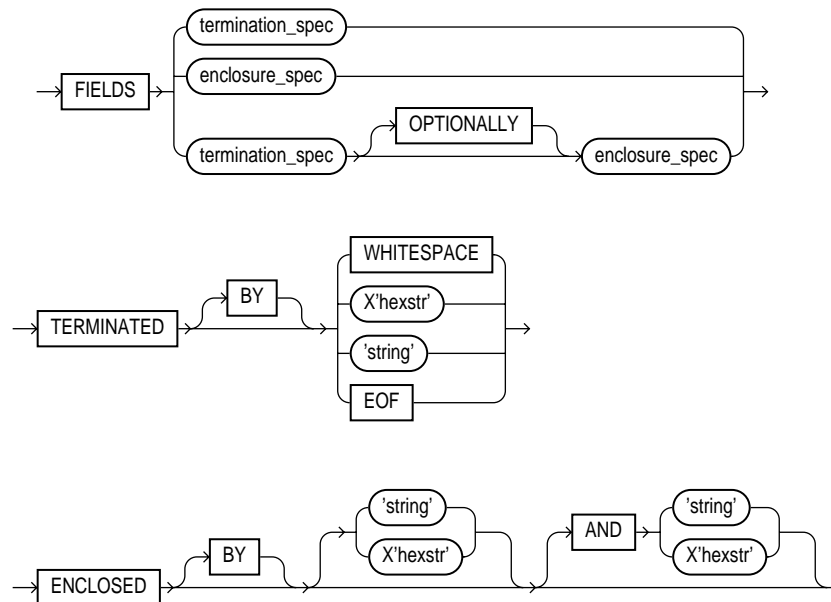 termination_spec
enclosure_spec
FIELDS
OPTIONALLY
termination_spec enclosure_spec
WHITESPACE
BY X’hexstr’
TERMINATED
’string’
EOF
’string’ ’string’
AND
BY X’hexstr’ X’hexstr’
ENCLOSED